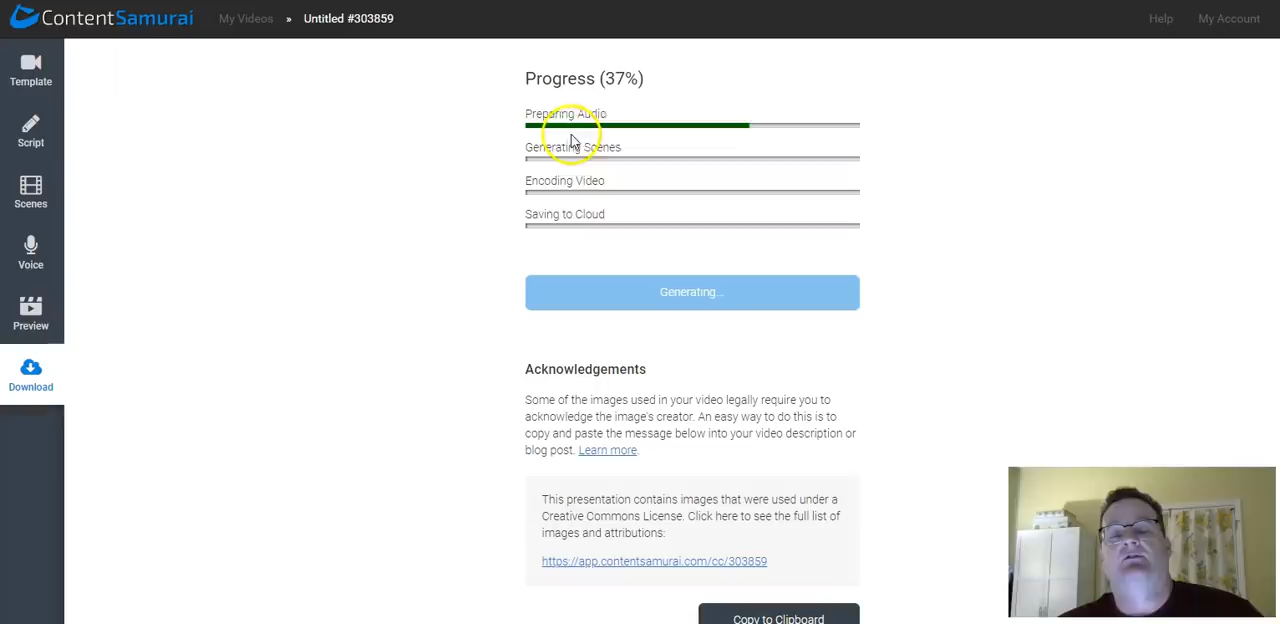 ContentSamurai My Videos » Untitled #303859 Help My Account
Template
Script
Scenes
Voice
Preview
Download
Progress (37%)
Preparing Audio
Generating Scenes
Encoding Video
Saving to Cloud
Generating...
Acknowledgements
Some of the images used in your video legally require you to
acknowledge the image's creator. An easy way to do this is to
copy and paste the message below into your video description or
blog post. Learn more.
This presentation contains images that were used under a
Creative Commons License. Click here to see the full list of
images and attributions:
https://app.contentsamurai.com/cc/303859
Copy to Clipboard